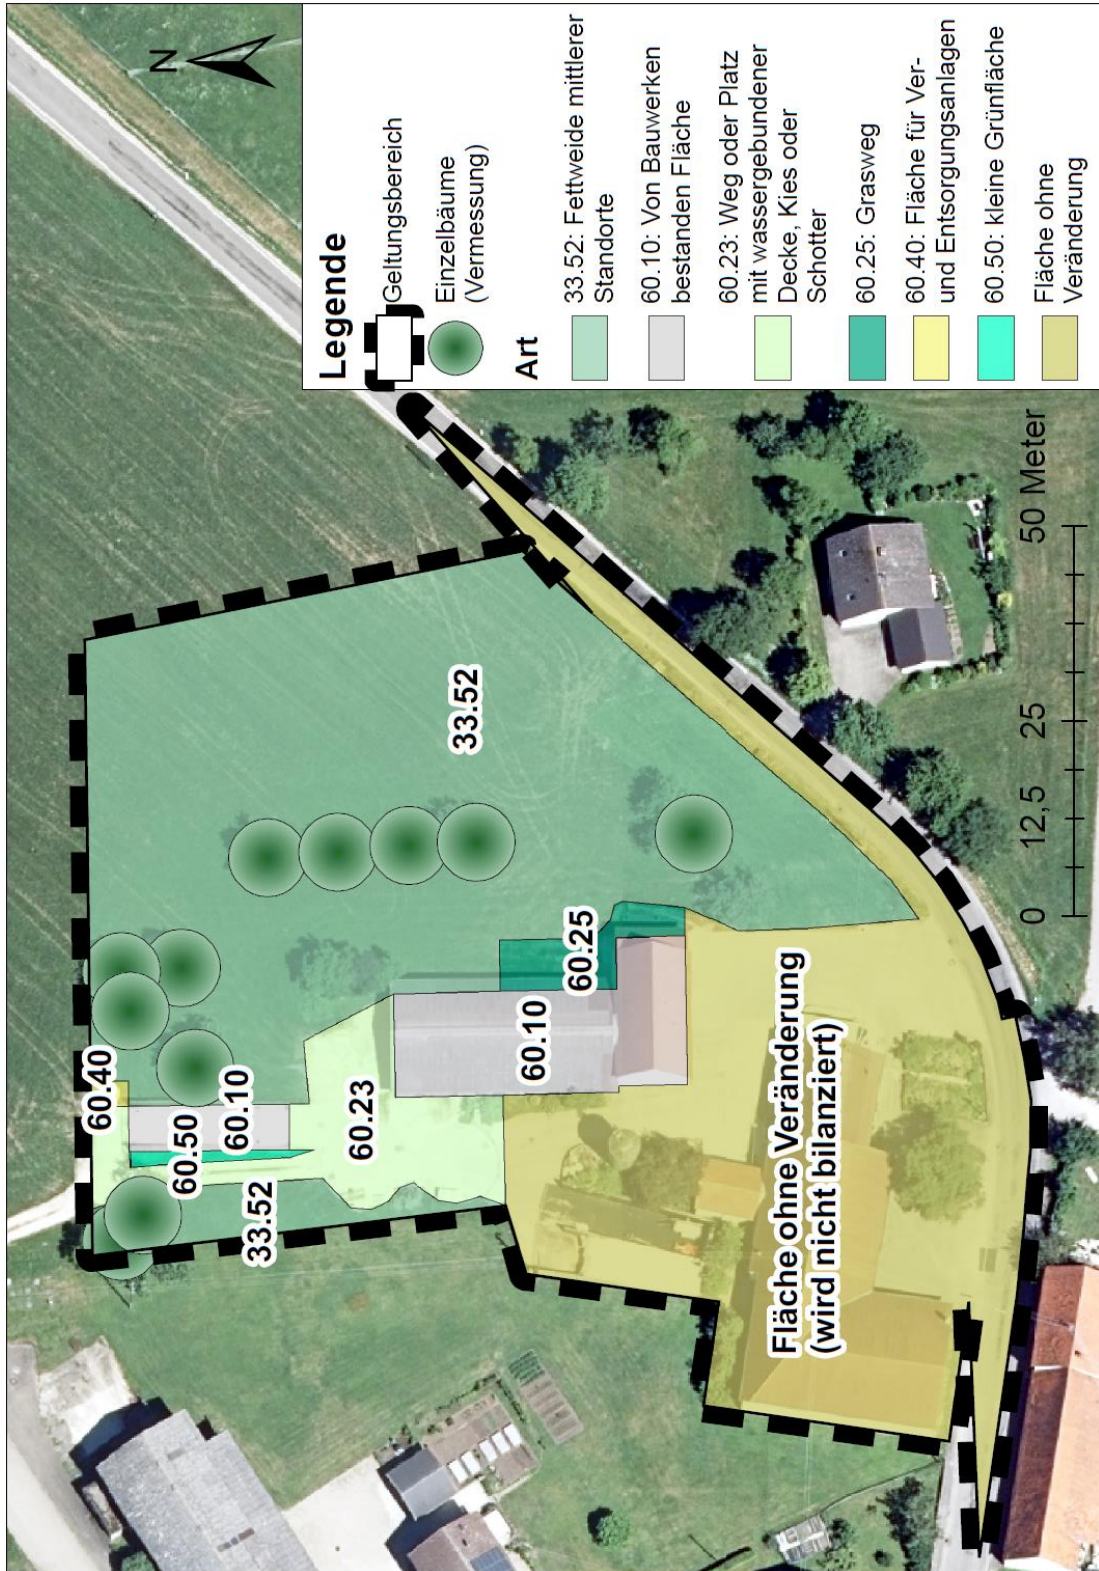 N
Legende
Geltungsbereich
Einzelbäume
(Vermessung)
Art
33.52: Fettweide mittlerer
Standorte
60.10: Von Bauwerken
bestanden Fläche
60.23: Weg oder Platz
mit wassergebundener
Decke, Kies oder
Schotter
60.25: Grasweg
60.40: Fläche für Ver-
und Entsorgungsanlagen
60.50: kleine Grünfläche
Fläche ohne
Veränderung
60.40
60.50
60.10
33.52
60.23
33.52
60.25
60.10
Fläche ohne Veränderung
(wird nicht bilanziert)
0 12,5 25 50 Meter